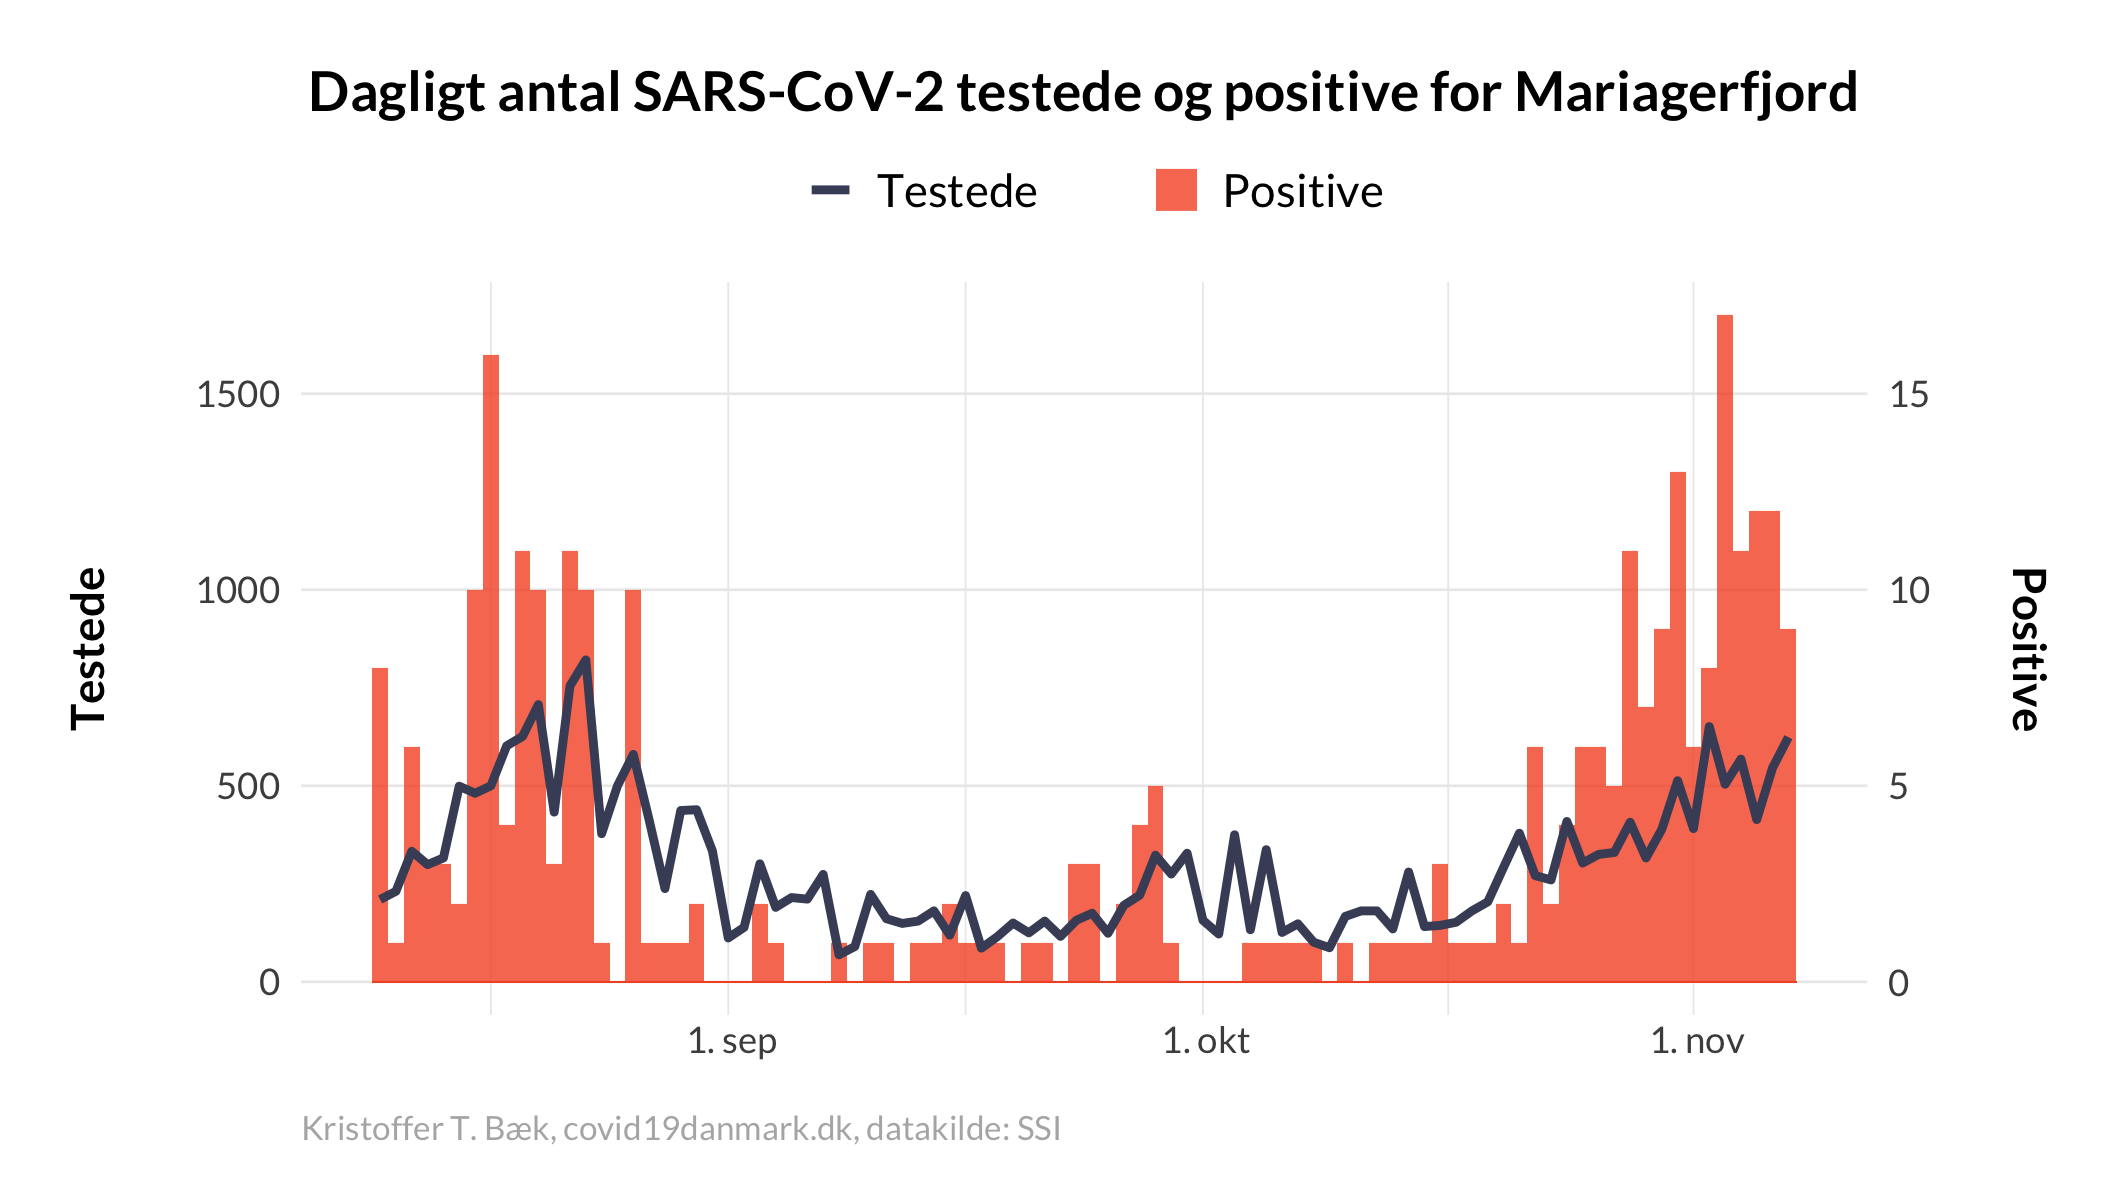 Dagligt antal SARS-CoV-2 testede og positive for Mariagerfjord
Testede
Positive
1500
1000
500
0
15
10
5
0
Testede
Positive
1. sep
1. okt
1. nov
Kristoffer T. Bæk, covid19danmark.dk, datakilde: SSI